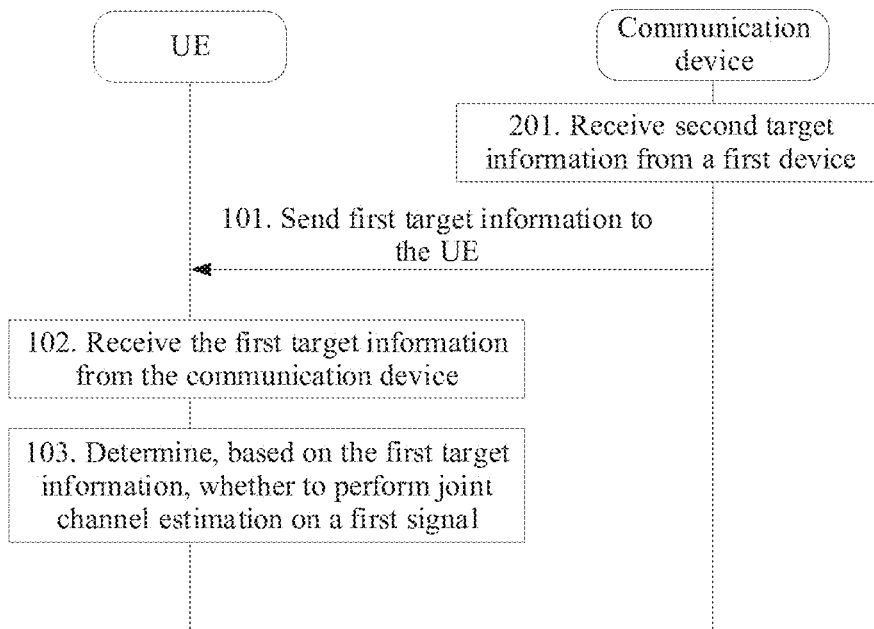 UE
Communication
device
201. Receive second target
information from a first device
101. Send first target information to
the UE
102. Receive the first target information
from the communication device
103. Determine, based on the first target
information, whether to perform joint
channel estimation on a first signal